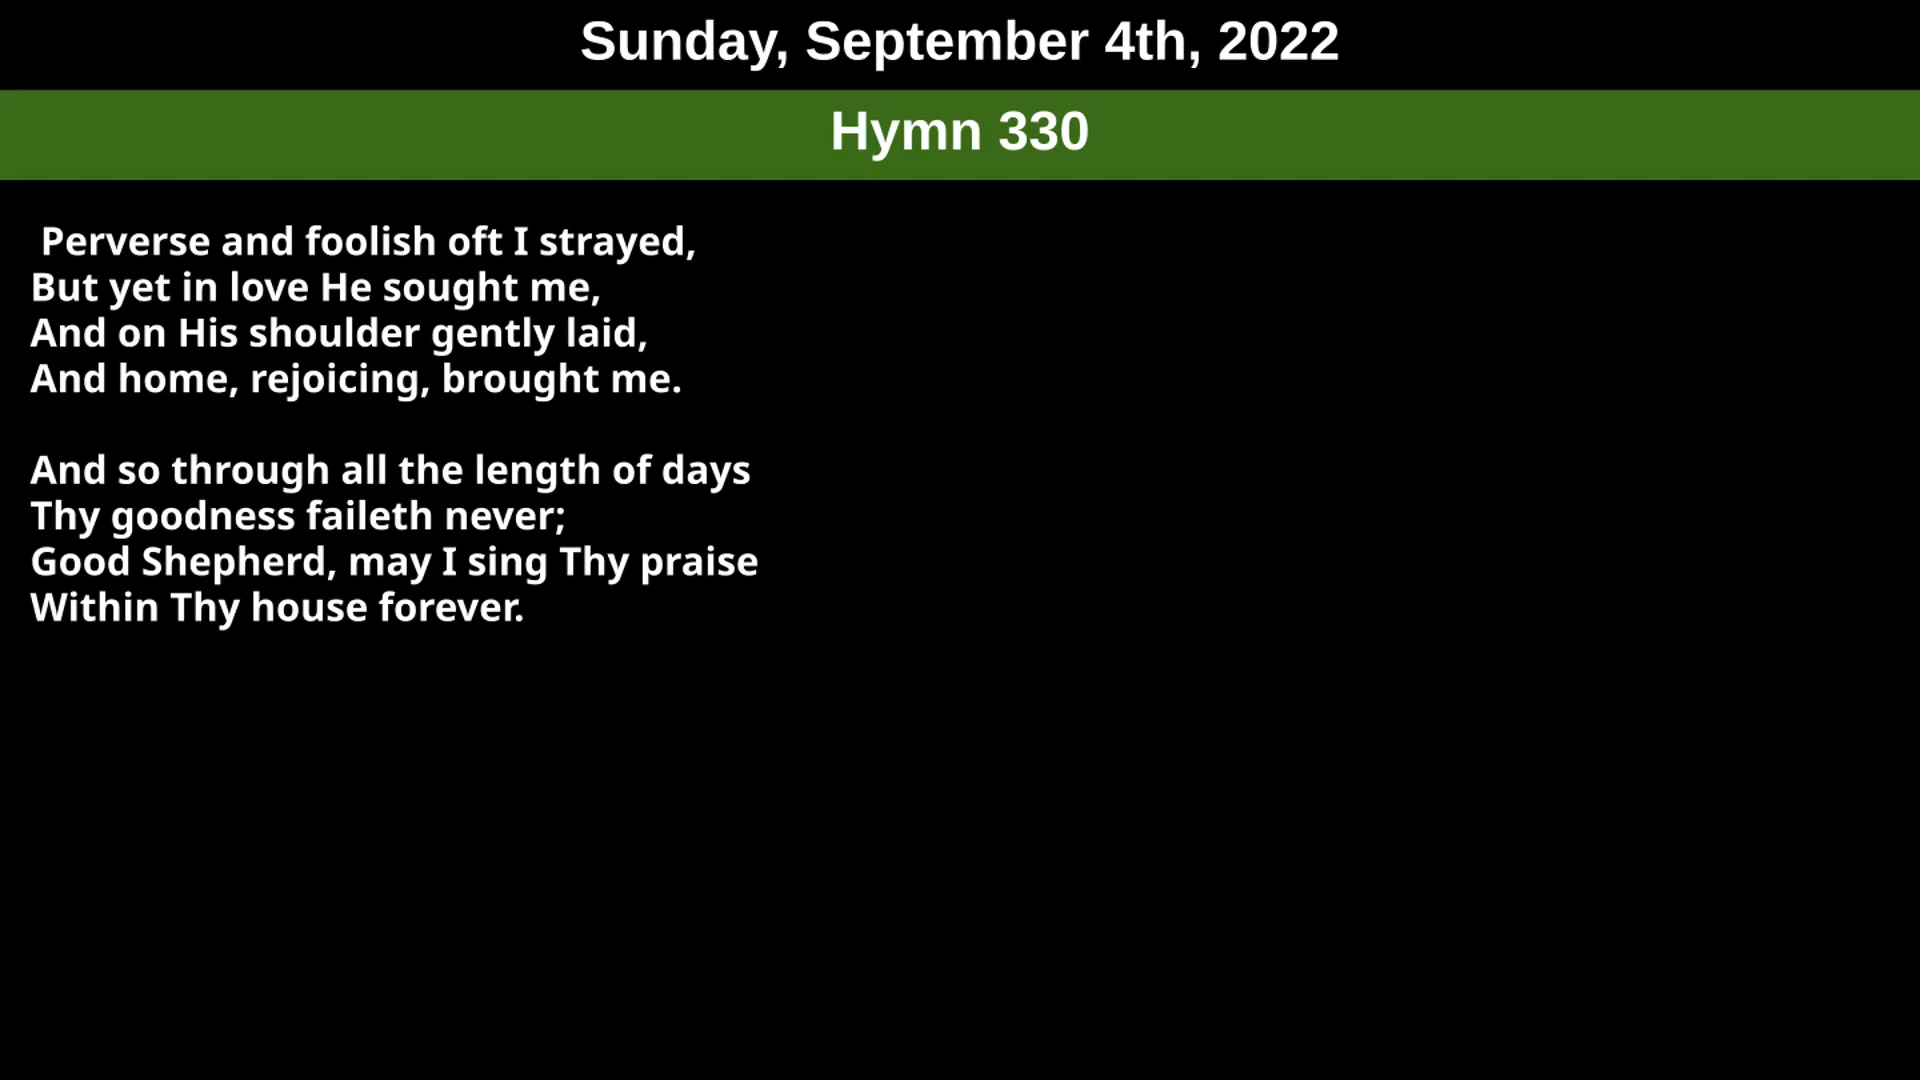 Sunday, September 4th, 2022
Hymn 330
Perverse and foolish oft I strayed,
But yet in love He sought me,
And on His shoulder gently laid,
And home, rejoicing, brought me.
And so through all the length of days
Thy goodness faileth never;
Good Shepherd, may I sing Thy praise
Within Thy house forever.